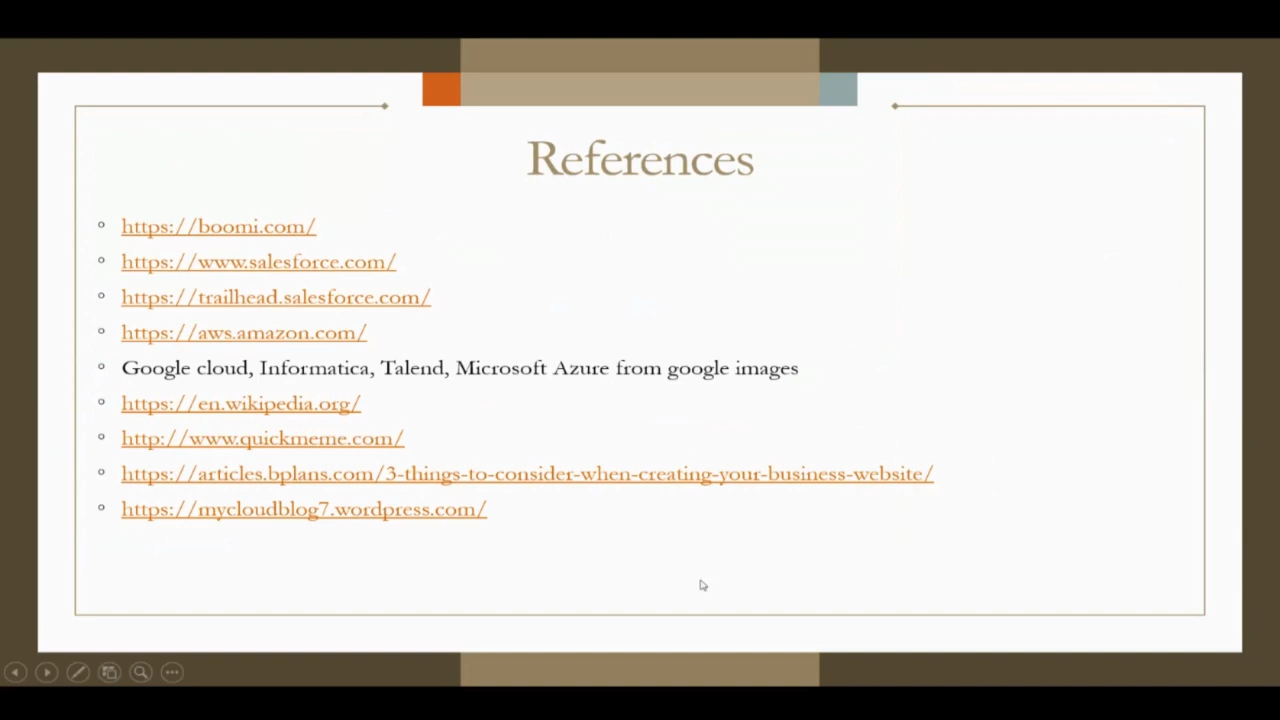 References
https://boomi.com/
https://www.salesforce.com/
https://trailhead.salesforce.com/
https://aws.amazon.com/
Google cloud, Informatica, Talend, Microsoft Azure from google images
https://en.wikipedia.org/
http://www.quickmeme.com/
https://articles.bplans.com/3-things-to-consider-when-creating-your-business-website/
https://mycloudblog7.wordpress.com/